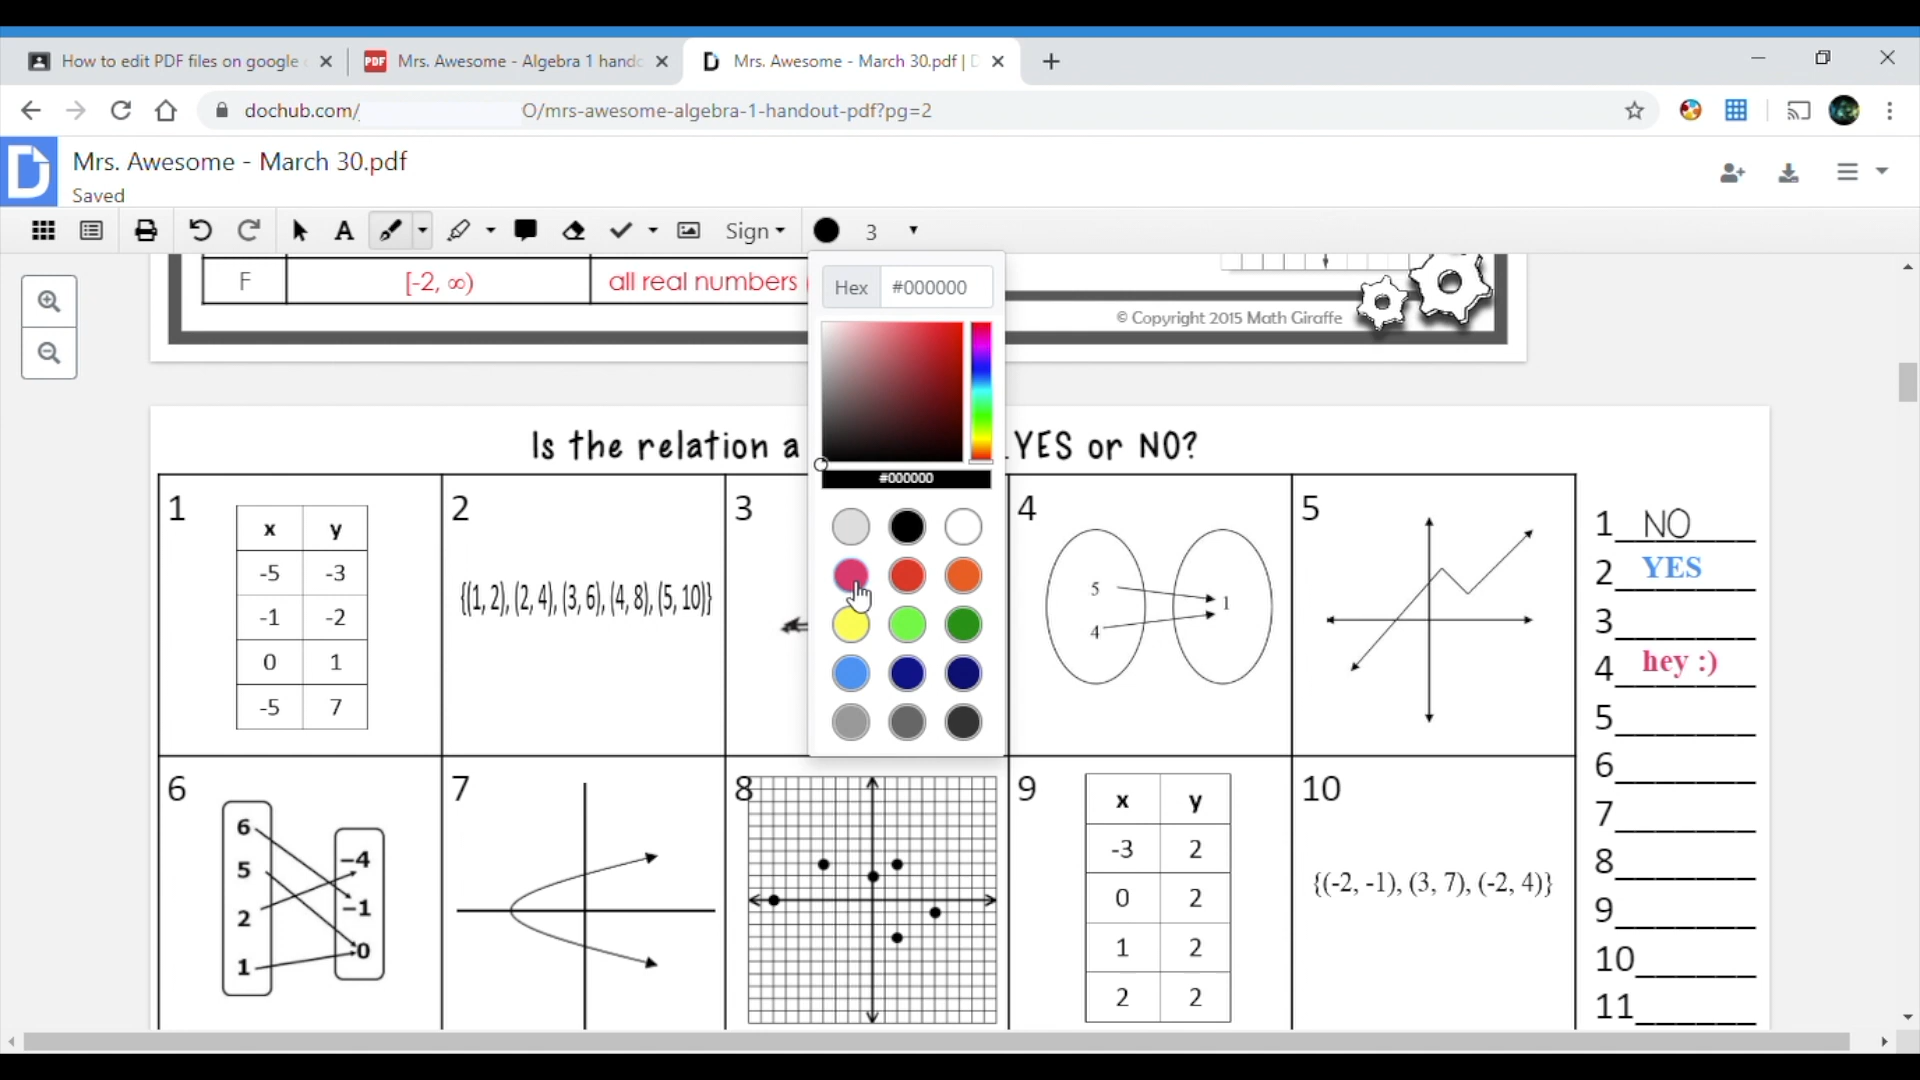 How to edit PDF files on google
PDF Mrs. Awesome - Algebra 1 hando
Mrs. Awesome - March 30.pdf | D
dochub.com/ O/mrs-awesome-algebra-1-handout-pdf?pg=2
Mrs. Awesome - March 30.pdf
Saved
A Sign 3
F [-2, ∞) all real numbers
© Copyright 2015 Math Giraffe
Hex #000000
#000000
Is the relation a YES or NO?
1
x y
-5 -3
-1 -2
0 1
-5 7
2
{(1, 2), (2, 4), (3, 6), (4, 8), (5, 10)}
3
4
5 1
4
5
6
6 -4
5 -1
2 0
1
7
8
9
x y
-3 2
0 2
1 2
2 2
10
{(-2, -1), (3, 7), (-2, 4)}
1 NO
2 YES
3
4 hey :)
5
6
7
8
9
10
11